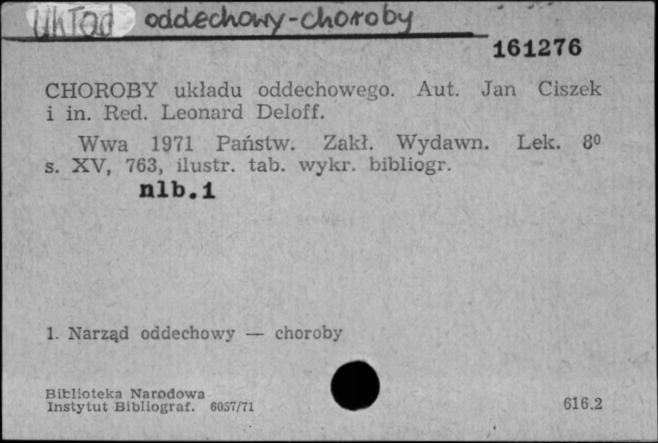 Układ oddechowy-choroby
161276
CHOROBY układu oddechowego. Aut. Jan Ciszek
i in. Red. Leonard Deloff.
Wwa 1971 Państw. Zakł. Wydawn. Lek. 8⁰
s. XV, 763, ilustr. tab. wykr. bibliogr.
nlb.1
1. Narząd oddechowy — choroby
Biblioteka Narodowa
Instytut Bibliograf. 6057/71
616.2